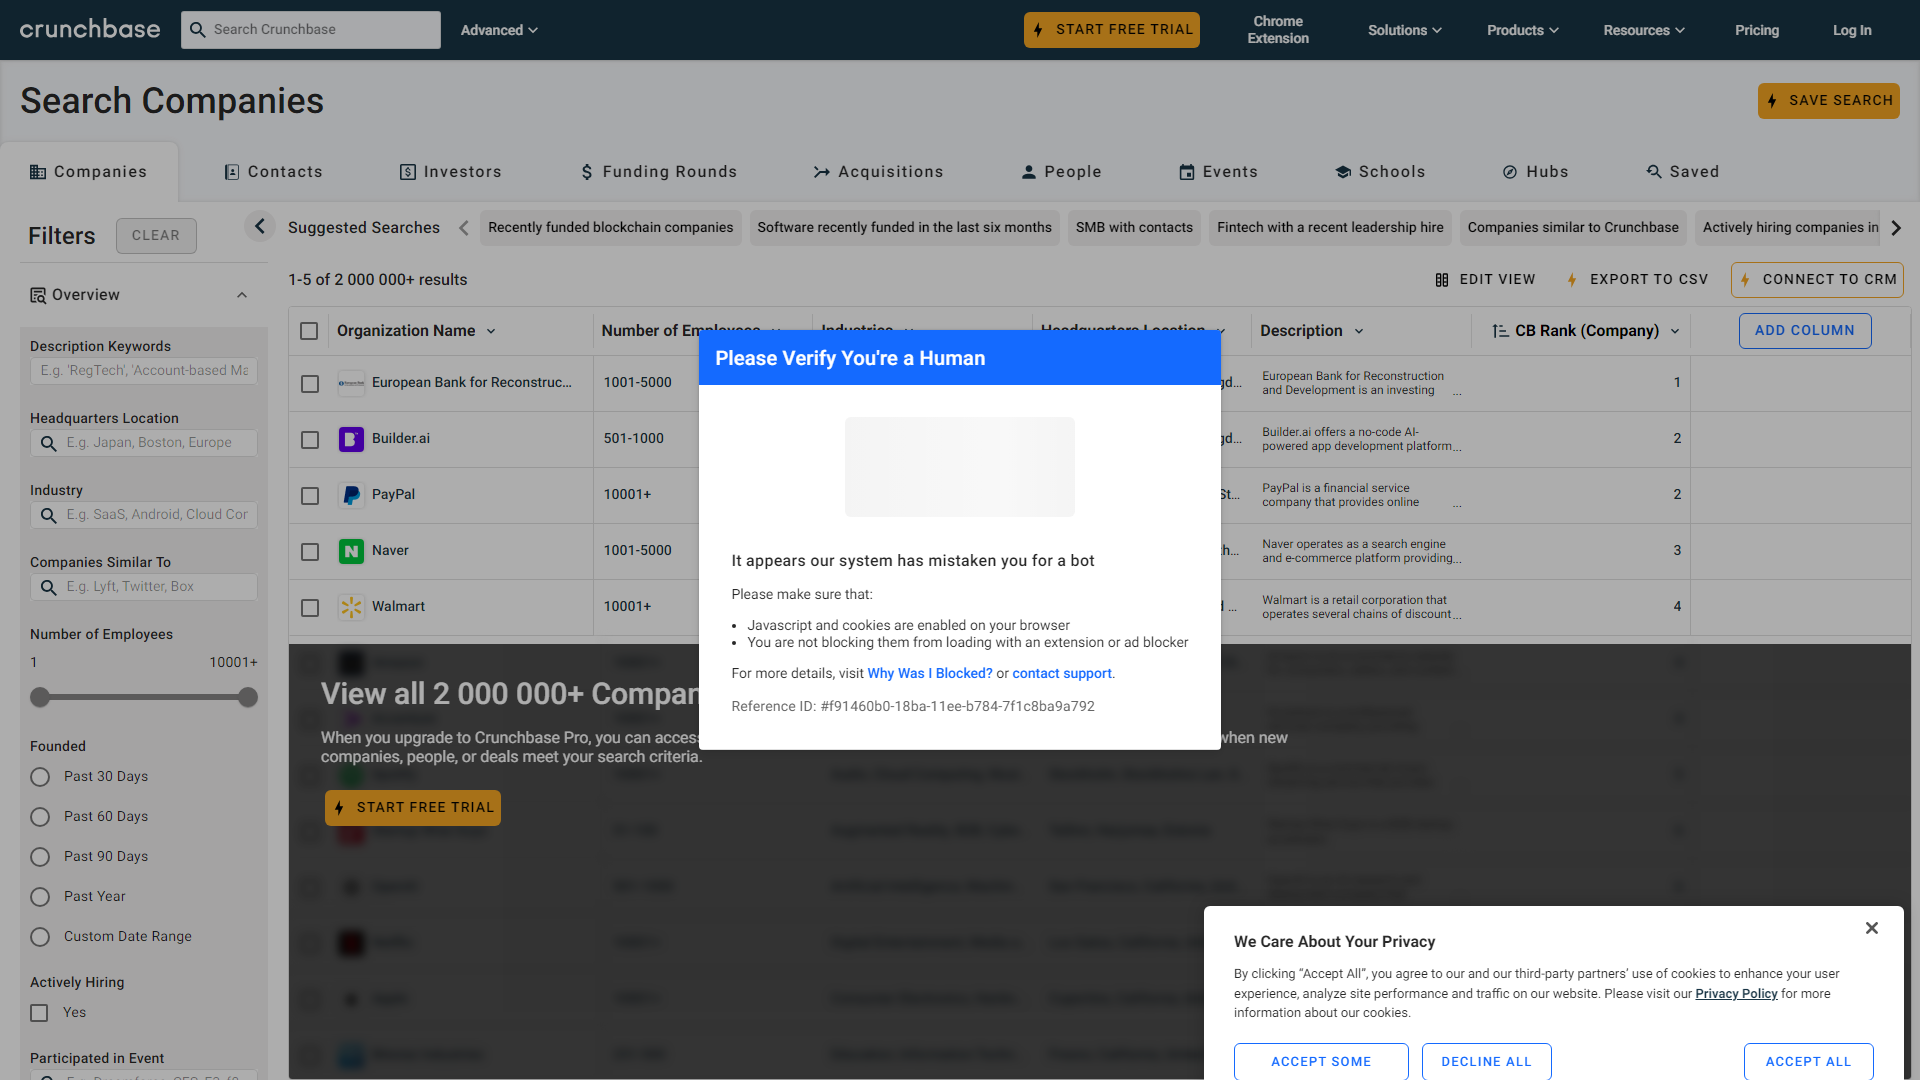 crunchbase
Search Crunchbase
Advanced
START FREE TRIAL
Chrome
Extension
Solutions
Products
Resources
Pricing
Log In
Search Companies
SAVE SEARCH
Companies
Contacts
Investors
Funding Rounds
Acquisitions
People
Events
Schools
Hubs
Saved
Filters
CLEAR
Suggested Searches
Recently funded blockchain companies
Software recently funded in the last six months
SMB with contacts
Fintech with a recent leadership hire
Companies similar to Crunchbase
Actively hiring companies in
1-5 of 2 000 000+ results
EDIT VIEW
EXPORT TO CSV
CONNECT TO CRM
Overview
Description Keywords
E.g. 'RegTech', 'Account-based Ma
Headquarters Location
E.g. Japan, Boston, Europe
Industry
E.g. SaaS, Android, Cloud Cor
Companies Similar To
E.g. Lyft, Twitter, Box
Number of Employees
1
10001+
Founded
Past 30 Days
Past 60 Days
Past 90 Days
Past Year
Custom Date Range
Actively Hiring
Yes
Participated in Event
Organization Name
Number of Employees
Industries
Headquarters Location
Description
CB Rank (Company)
ADD COLUMN
European Bank for Reconstruc...
1001-5000
gd...
European Bank for Reconstruction
and Development is an investing ...
1
Builder.ai
501-1000
gd...
Builder.ai offers a no-code AI-
powered app development platform...
2
PayPal
10001+
St...
PayPal is a financial service
company that provides online ...
2
Naver
1001-5000
th...
Naver operates as a search engine
and e-commerce platform providing...
3
Walmart
10001+
d ...
Walmart is a retail corporation that
operates several chains of discount...
4
View all 2 000 000+ Compan
When you upgrade to Crunchbase Pro, you can access
when new
companies, people, or deals meet your search criteria.
START FREE TRIAL
Please Verify You're a Human
It appears our system has mistaken you for a bot
Please make sure that:
• Javascript and cookies are enabled on your browser
• You are not blocking them from loading with an extension or ad blocker
For more details, visit Why Was I Blocked? or contact support.
Reference ID: #f91460b0-18ba-11ee-b784-7f1c8ba9a792
We Care About Your Privacy
By clicking “Accept All”, you agree to our and our third-party partners’ use of cookies to enhance your user
experience, analyze site performance and traffic on our website. Please visit our Privacy Policy for more
information about our cookies.
ACCEPT SOME
DECLINE ALL
ACCEPT ALL